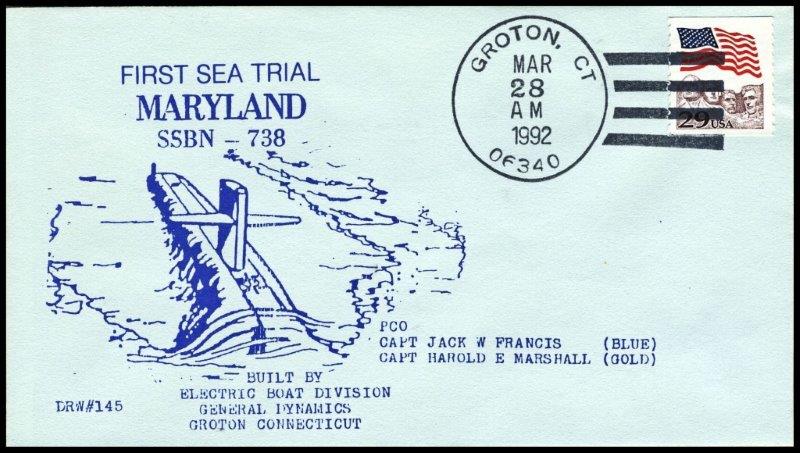 FIRST SEA TRIAL
MARYLAND
SSBN - 738
GROTON, CT
MAR
28
AM
1992
06340
29 USA
PCO
CAPT JACK W FRANCIS (BLUE)
CAPT HAROLD E MARSHALL (GOLD)
BUILT BY
ELECTRIC BOAT DIVISION
GENERAL DYNAMICS
GROTON CONNECTICUT
DRW#145